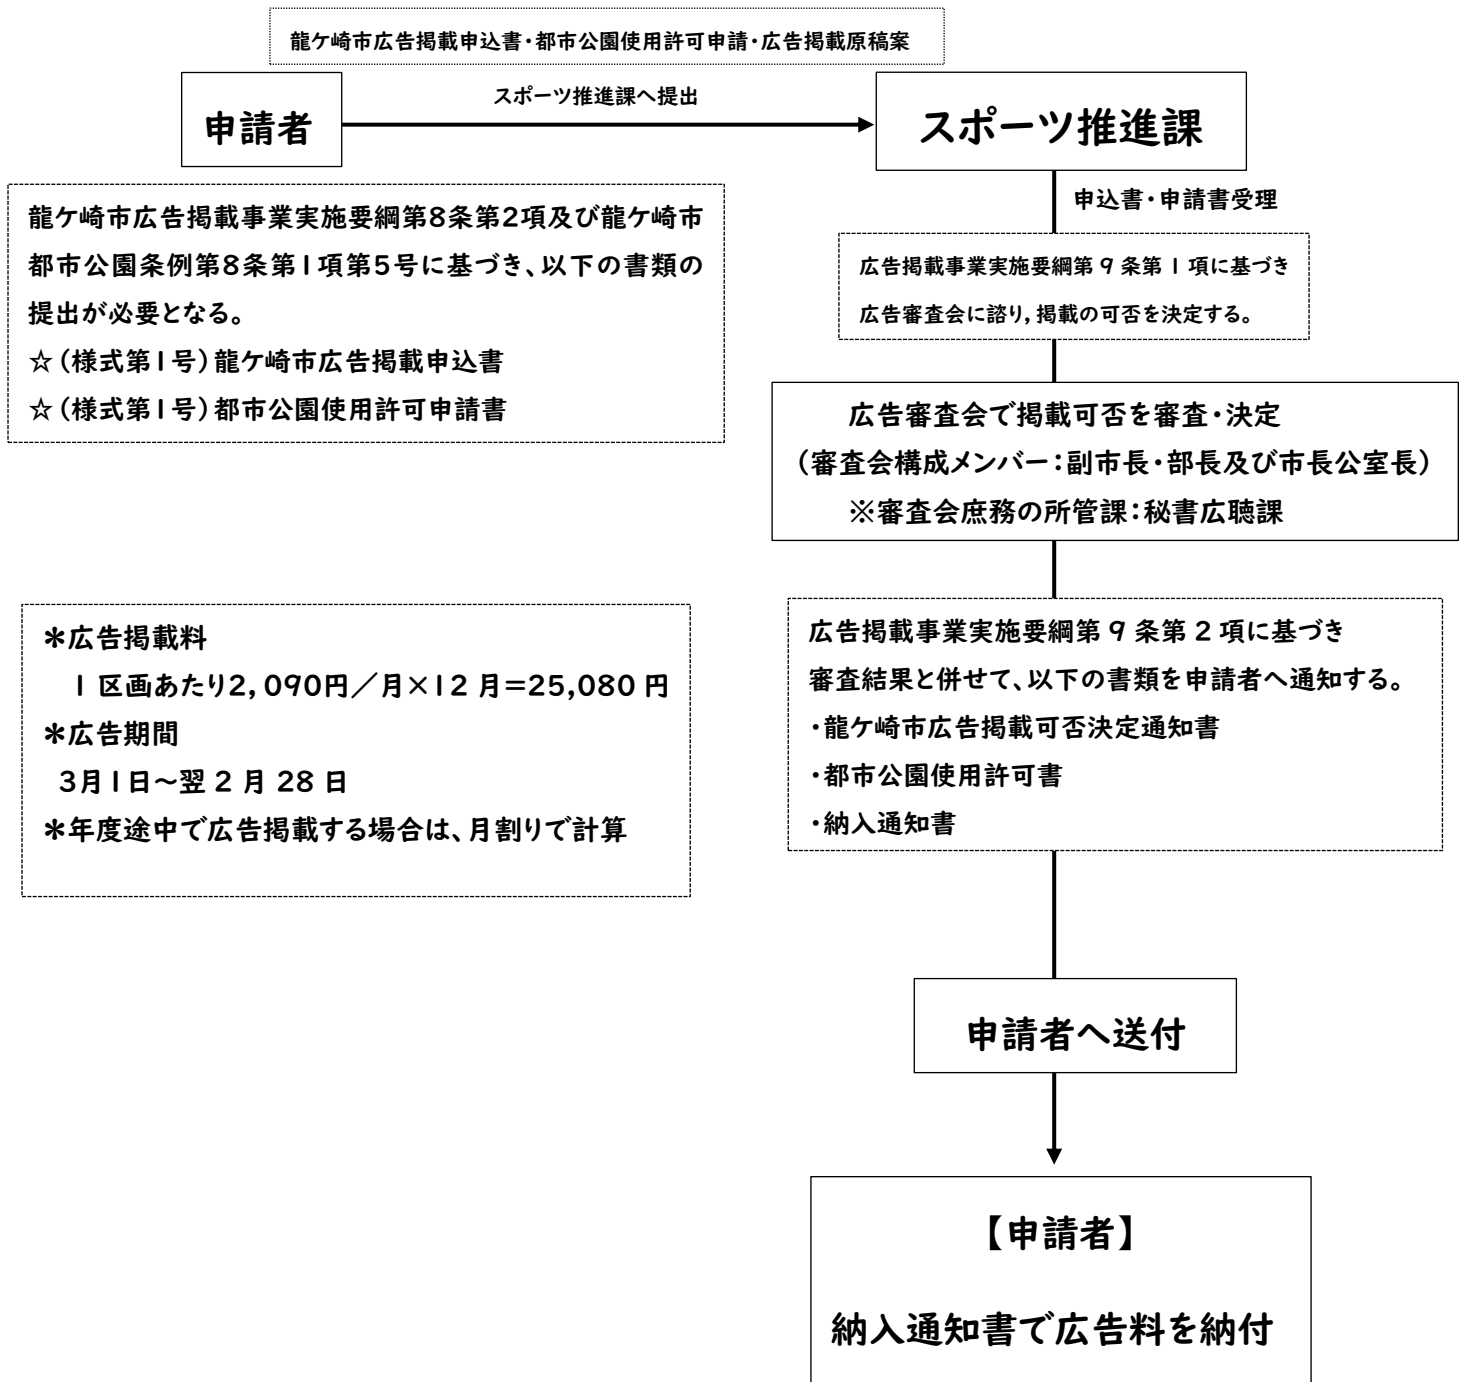 龍ケ崎市広告掲載申込書・都市公園使用許可申請・広告掲載原稿案
申請者
スポーツ推進課へ提出
スポーツ推進課
龍ケ崎市広告掲載事業実施要綱第8条第2項及び龍ケ崎市
都市公園条例第8条第1項第5号に基づき、以下の書類の
提出が必要となる。
☆(様式第1号)龍ケ崎市広告掲載申込書
☆(様式第1号)都市公園使用許可申請書
申込書・申請書受理
広告掲載事業実施要綱第 9 条第 1 項に基づき
広告審査会に諮り,掲載の可否を決定する。
広告審査会で掲載可否を審査・決定
(審査会構成メンバー:副市長・部長及び市長公室長)
※審査会庶務の所管課:秘書広聴課
*広告掲載料
1 区画あたり2,090円/月×12 月=25,080 円
*広告期間
3月1日~翌 2 月 28 日
*年度途中で広告掲載する場合は、月割りで計算
広告掲載事業実施要綱第 9 条第 2 項に基づき
審査結果と併せて、以下の書類を申請者へ通知する。
・龍ケ崎市広告掲載可否決定通知書
・都市公園使用許可書
・納入通知書
申請者へ送付
【申請者】
納入通知書で広告料を納付